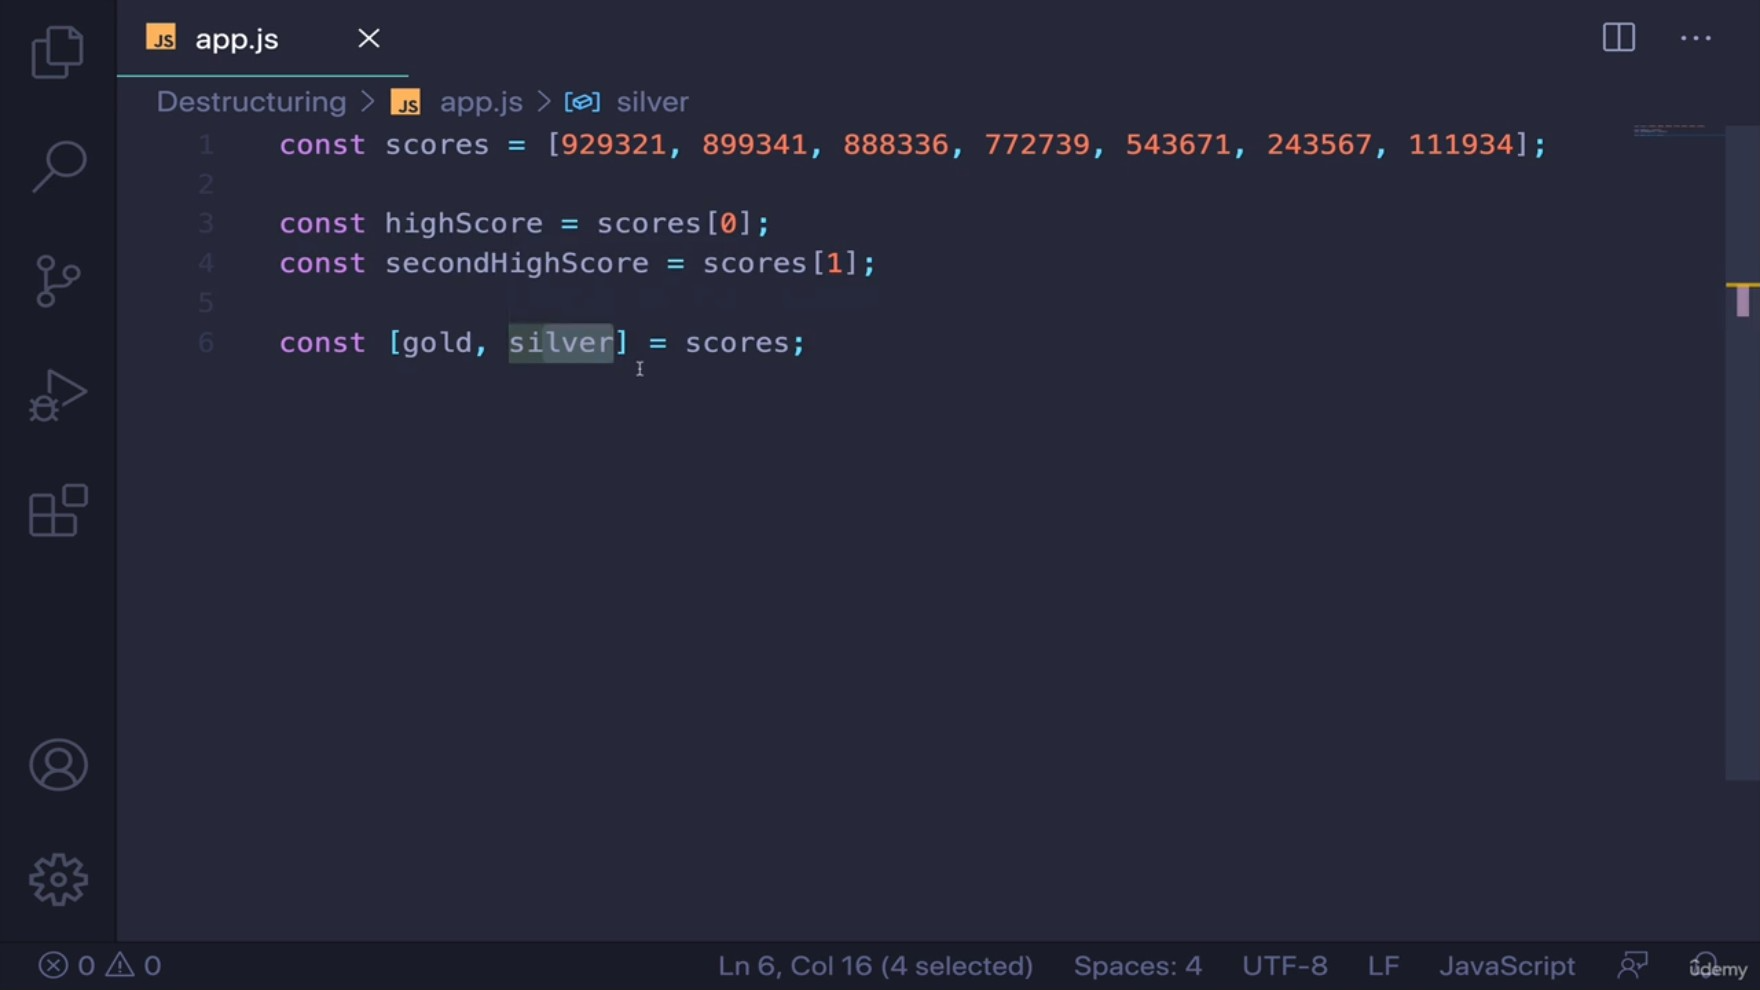 JS app.js
Destructuring > JS app.js > silver
1 const scores = [929321, 899341, 888336, 772739, 543671, 243567, 111934];
2
3 const highScore = scores[0];
4 const secondHighScore = scores[1];
5
6 const [gold, silver] = scores;
0 0 Ln 6, Col 16 (4 selected) Spaces: 4 UTF-8 LF JavaScript
ûdemy